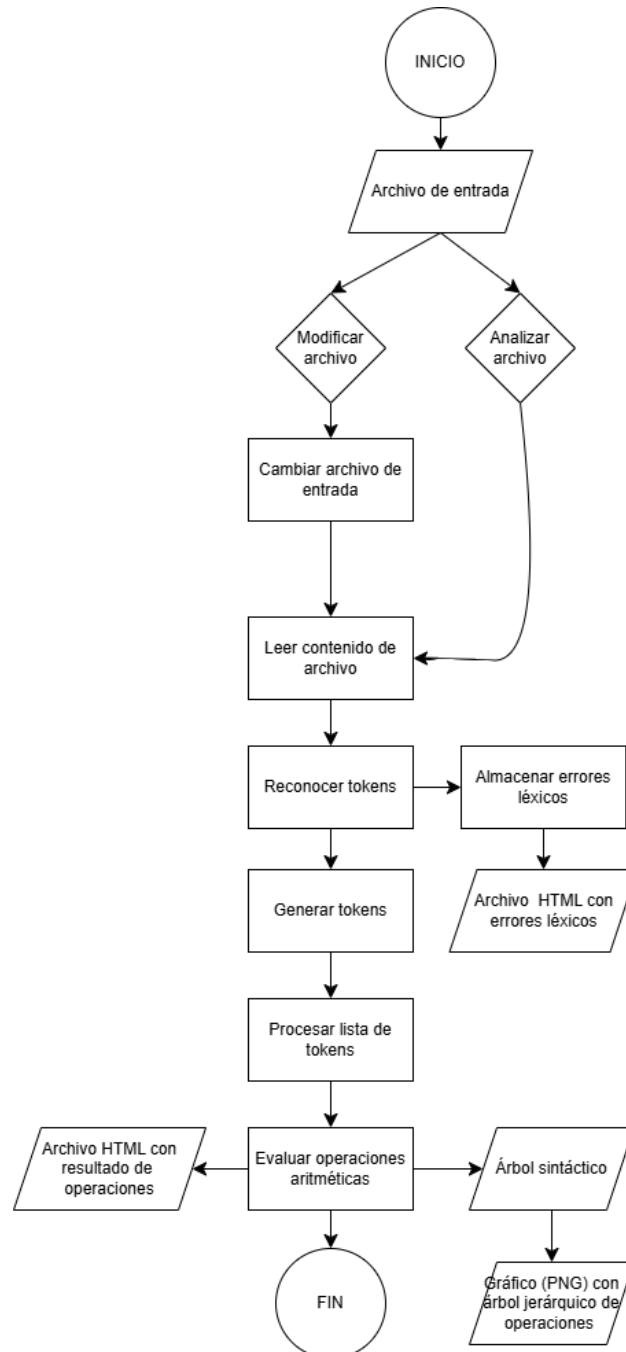 INICIO
Archivo de entrada
Modificar
archivo
Analizar
archivo
Cambiar archivo de
entrada
Leer contenido de
archivo
Reconocer tokens
Almacenar errores
léxicos
Generar tokens
Archivo HTML con
errores léxicos
Procesar lista de
tokens
Archivo HTML con
resultado de
operaciones
Evaluar operaciones
aritméticas
Árbol sintáctico
FIN
Gráfico (PNG) con
árbol jerárquico de
operaciones